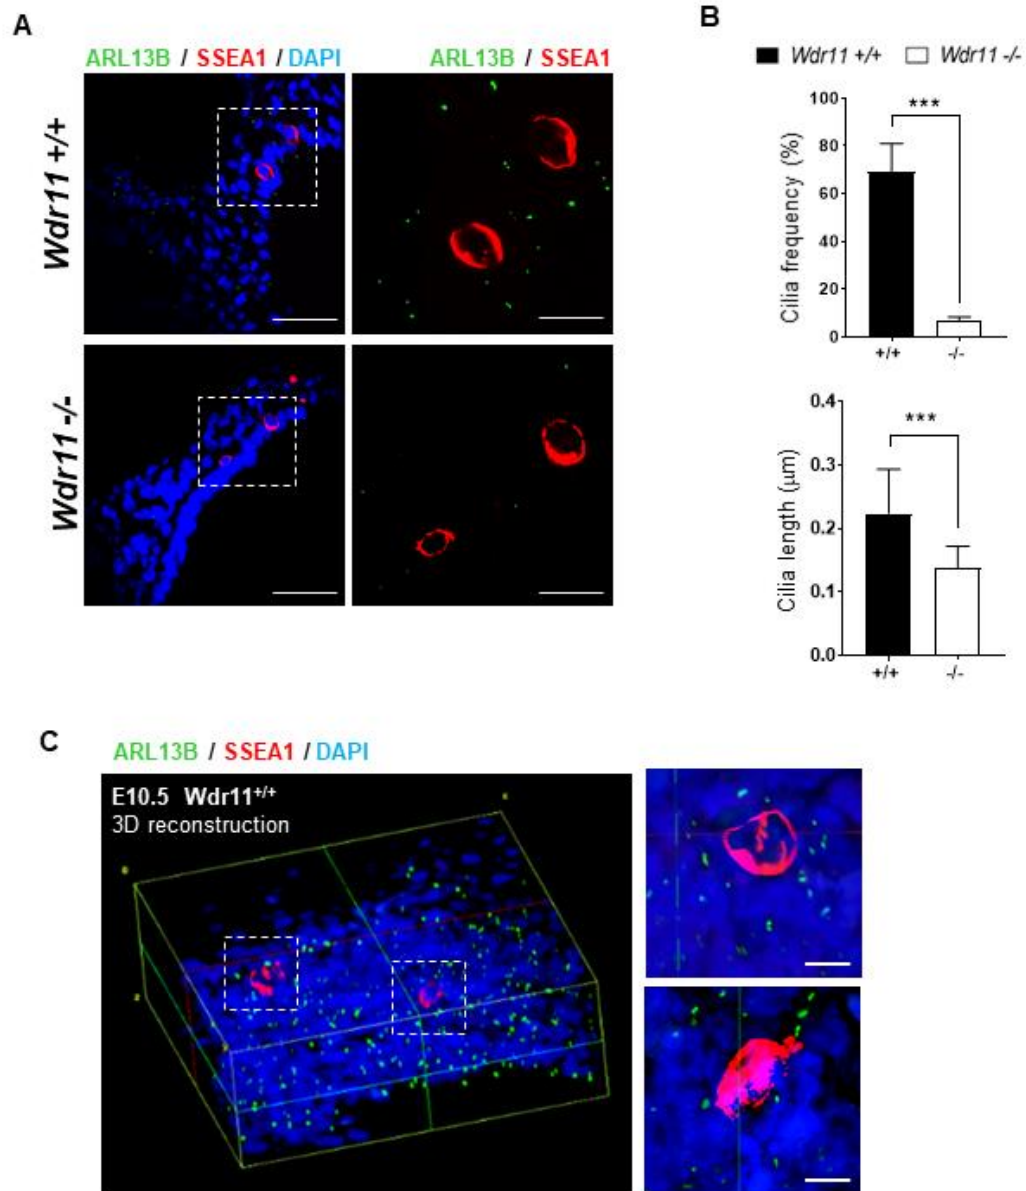 A
ARL13B / SSEA1 / DAPI
ARL13B / SSEA1
Wdr11 +/+
Wdr11 -/-
B
Wdr11 +/+
Wdr11 -/-
100
80
60
40
20
0
Cilia frequency (%)
***
+/+
-/-
0.4
0.3
0.2
0.1
0.0
Cilia length (μm)
***
+/+
-/-
C
ARL13B / SSEA1 / DAPI
E10.5 Wdr11+/+
3D reconstruction